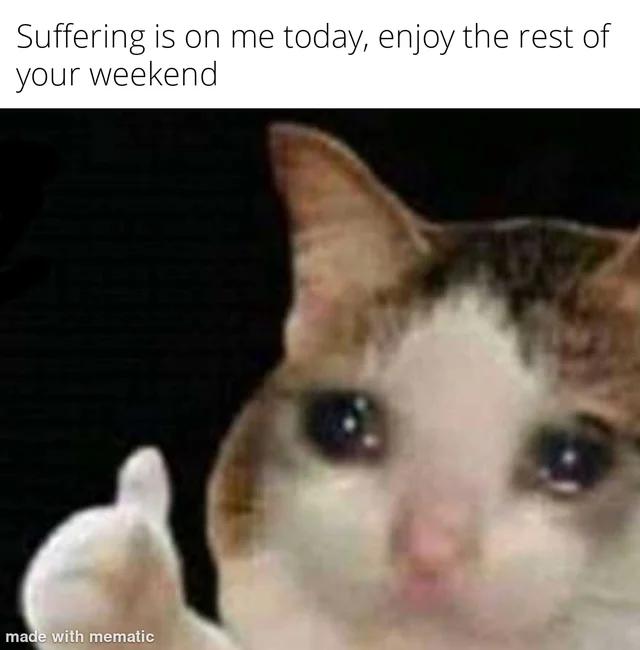 Suffering is on me today, enjoy the rest of
your weekend
made with mematic